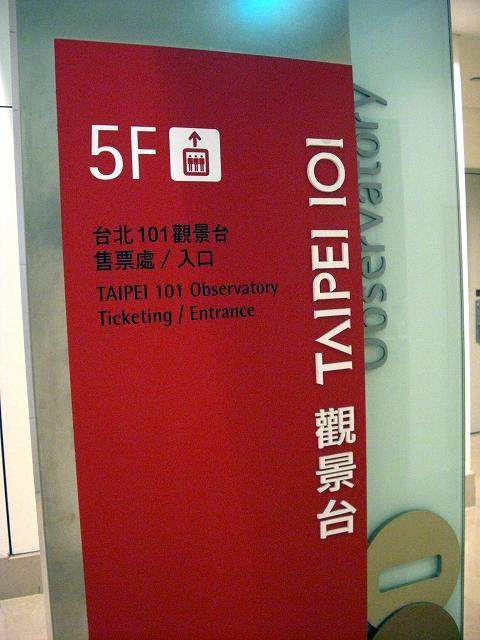 5F
台北101觀景台
售票處 / 入口
TAIPEI 101 Observatory
Ticketing / Entrance
TAIPEI 101 觀景台
Observatory